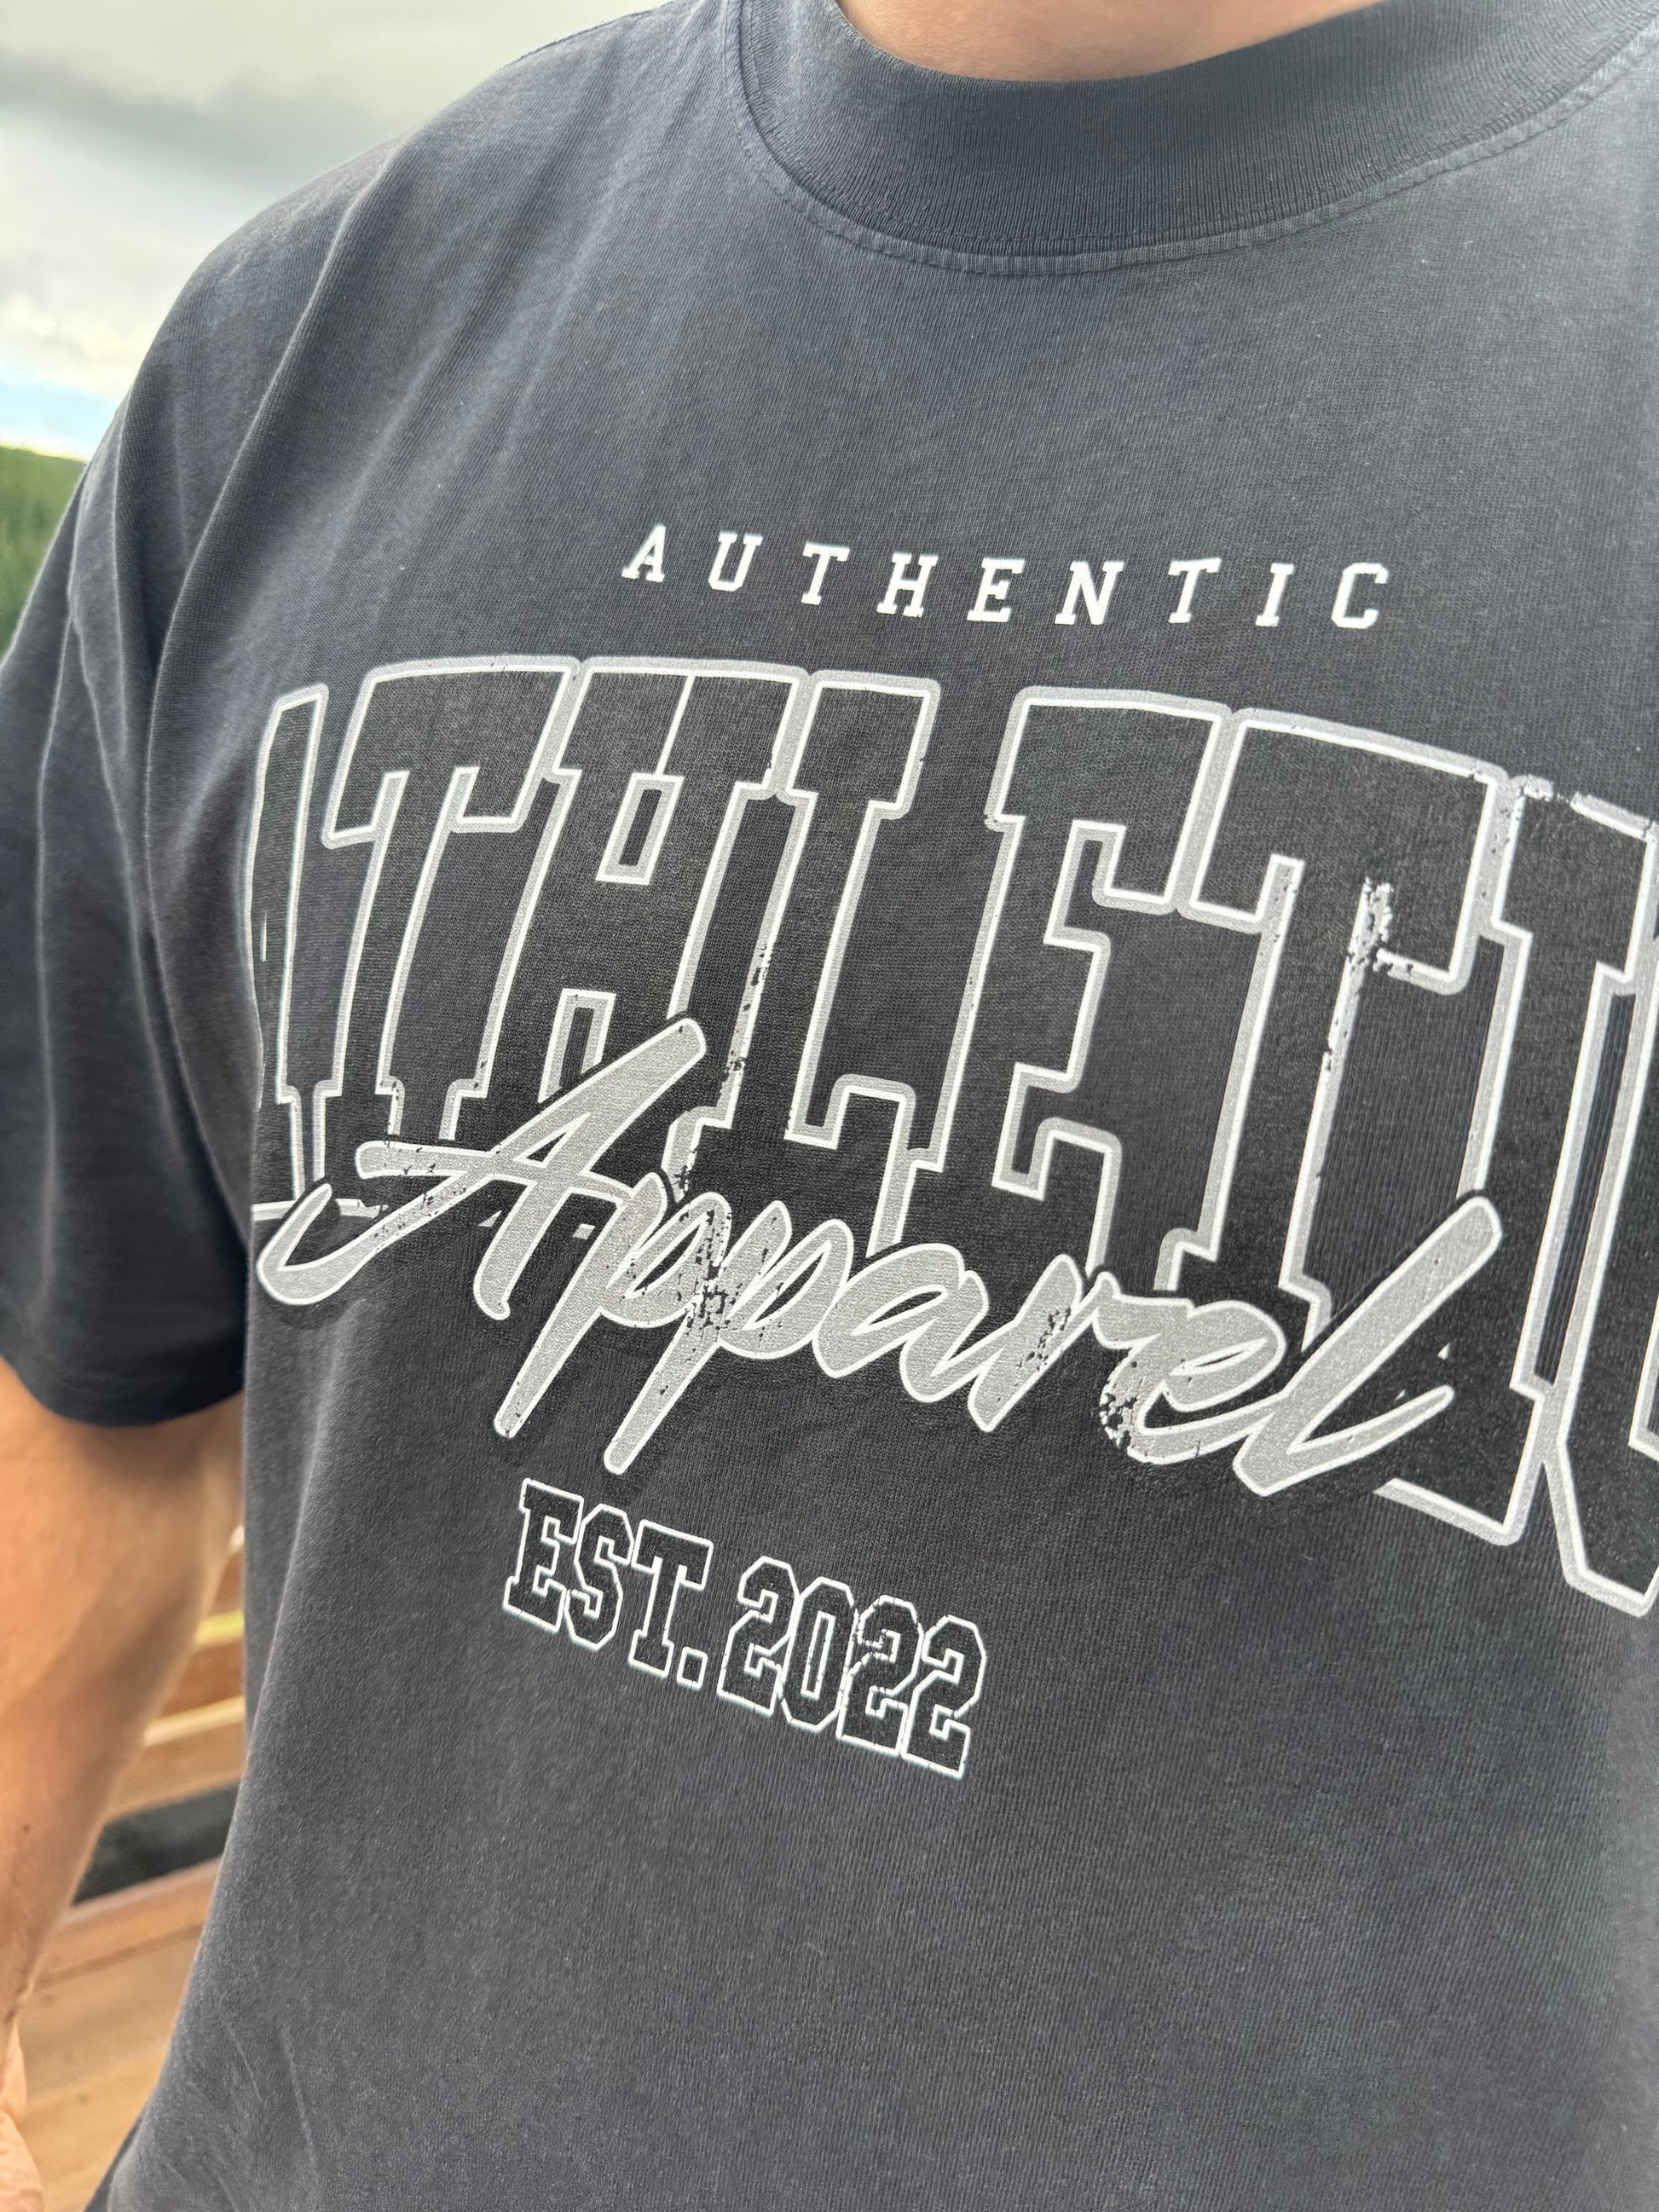 AUTHENTIC
ATHLETIC
Apparel
EST. 2022